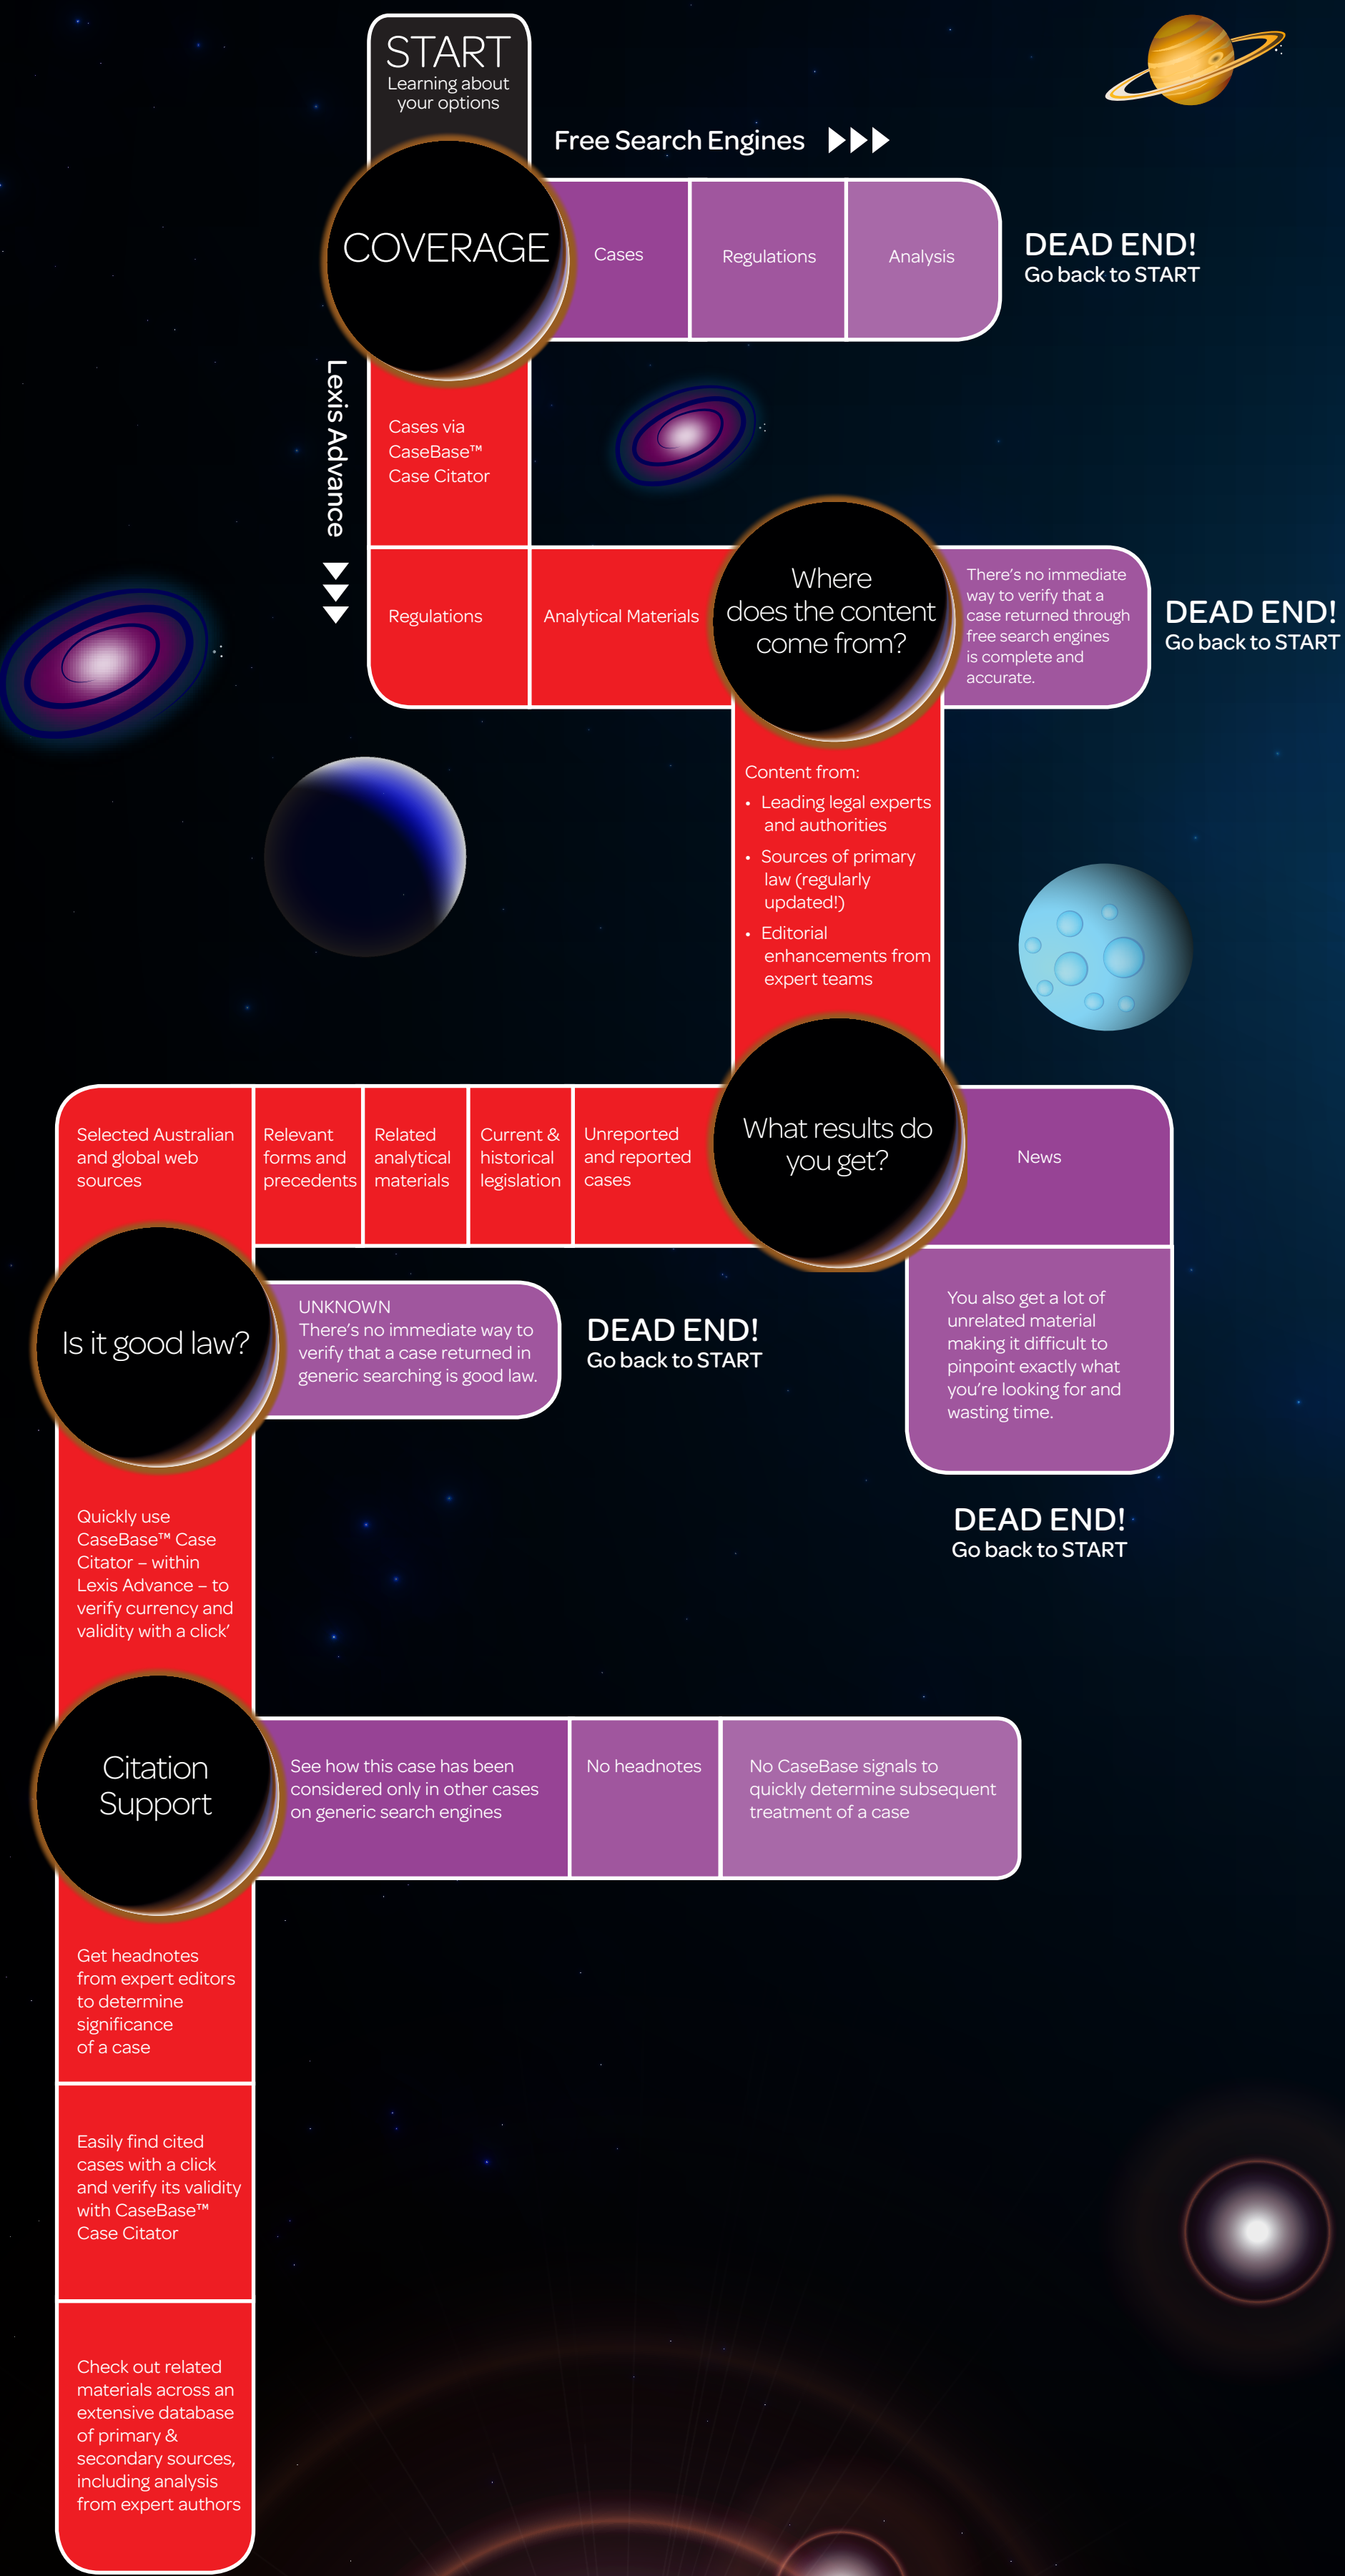 START
Learning about
your options
Free Search Engines
COVERAGE
Cases
Regulations
Analysis
DEAD END!
Go back to START
Lexis Advance
Cases via
CaseBase™
Case Citator
Regulations
Analytical Materials
Where
does the content
come from?
There's no immediate
way to verify that a
case returned through
free search engines
is complete and
accurate.
DEAD END!
Go back to START
Content from:
• Leading legal experts
and authorities
• Sources of primary
law (regularly
updated!)
• Editorial
enhancements from
expert teams
What results do
you get?
Selected Australian
and global web
sources
Relevant
forms and
precedents
Related
analytical
materials
Current &
historical
legislation
Unreported
and reported
cases
News
You also get a lot of
unrelated material
making it difficult to
pinpoint exactly what
you're looking for and
wasting time.
DEAD END!
Go back to START
Is it good law?
UNKNOWN
There's no immediate way to
verify that a case returned in
generic searching is good law.
DEAD END!
Go back to START
Quickly use
CaseBase™ Case
Citator – within
Lexis Advance – to
verify currency and
validity with a click’
Citation
Support
See how this case has been
considered only in other cases
on generic search engines
No headnotes
No CaseBase signals to
quickly determine subsequent
treatment of a case
Get headnotes
from expert editors
to determine
significance
of a case
Easily find cited
cases with a click
and verify its validity
with CaseBase™
Case Citator
Check out related
materials across an
extensive database
of primary &
secondary sources,
including analysis
from expert authors